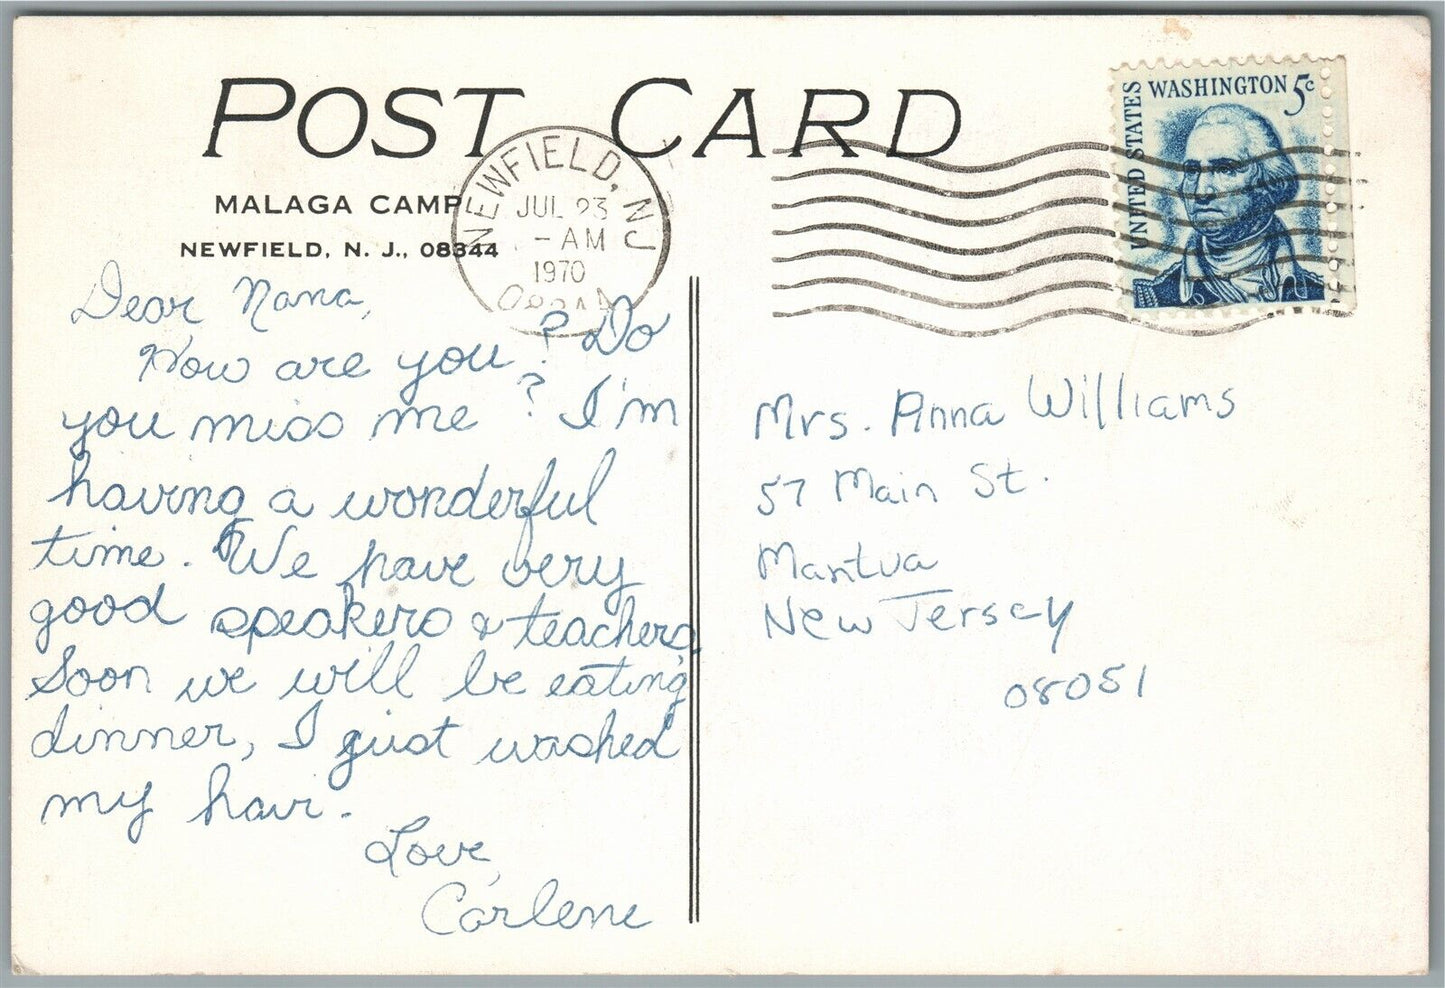 POST CARD
MALAGA CAMP
NEWFIELD, N. J., 08344
NEWFIELD, NJ
JUL 23
- AM
1970
UNITED STATES
WASHINGTON 5c
Dear Nana,
How are you? Do
you miss me? I'm
having a wonderful
time. We have very
good speakers & teachers.
Soon we will be eating
dinner, I just washed
my hair.
Love,
Carlene
Mrs. Anna Williams
57 Main St.
Mantua
New Jersey
08051